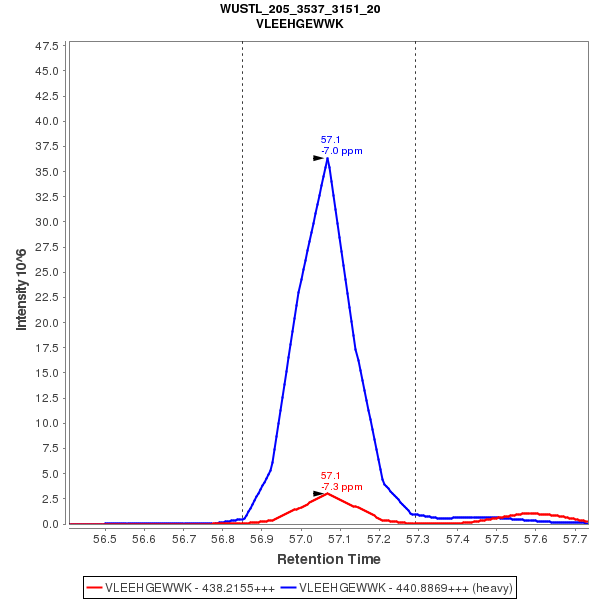 WUSTL_205_3537_3151_20
VLEEHGEWWK
Intensity 10^6
47.5
45.0
42.5
40.0
37.5
35.0
32.5
30.0
27.5
25.0
22.5
20.0
17.5
15.0
12.5
10.0
7.5
5.0
2.5
0.0
57.1
-7.0 ppm
57.1
-7.3 ppm
56.5 56.6 56.7 56.8 56.9 57.0 57.1 57.2 57.3 57.4 57.5 57.6 57.7
Retention Time
VLEEHGEWWK - 438.2155+++ VLEEHGEWWK - 440.8869+++ (heavy)